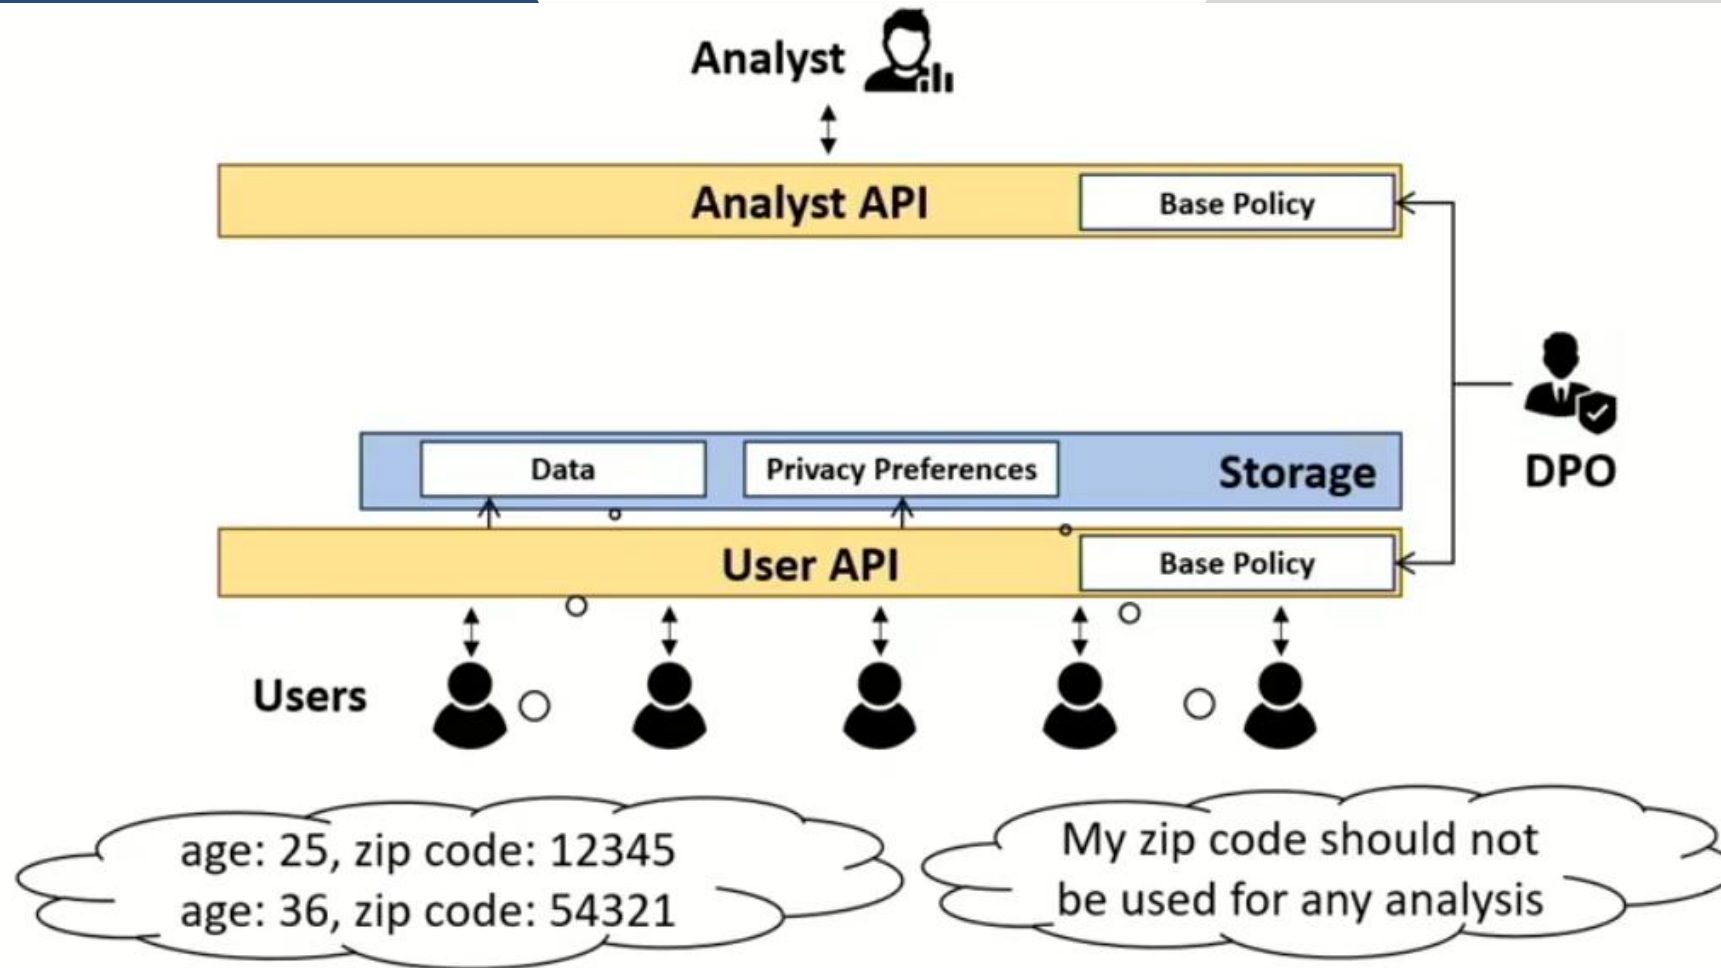 Analyst
Analyst API
Base Policy
DPO
Data
Privacy Preferences
Storage
User API
Base Policy
Users
age: 25, zip code: 12345
age: 36, zip code: 54321
My zip code should not
be used for any analysis